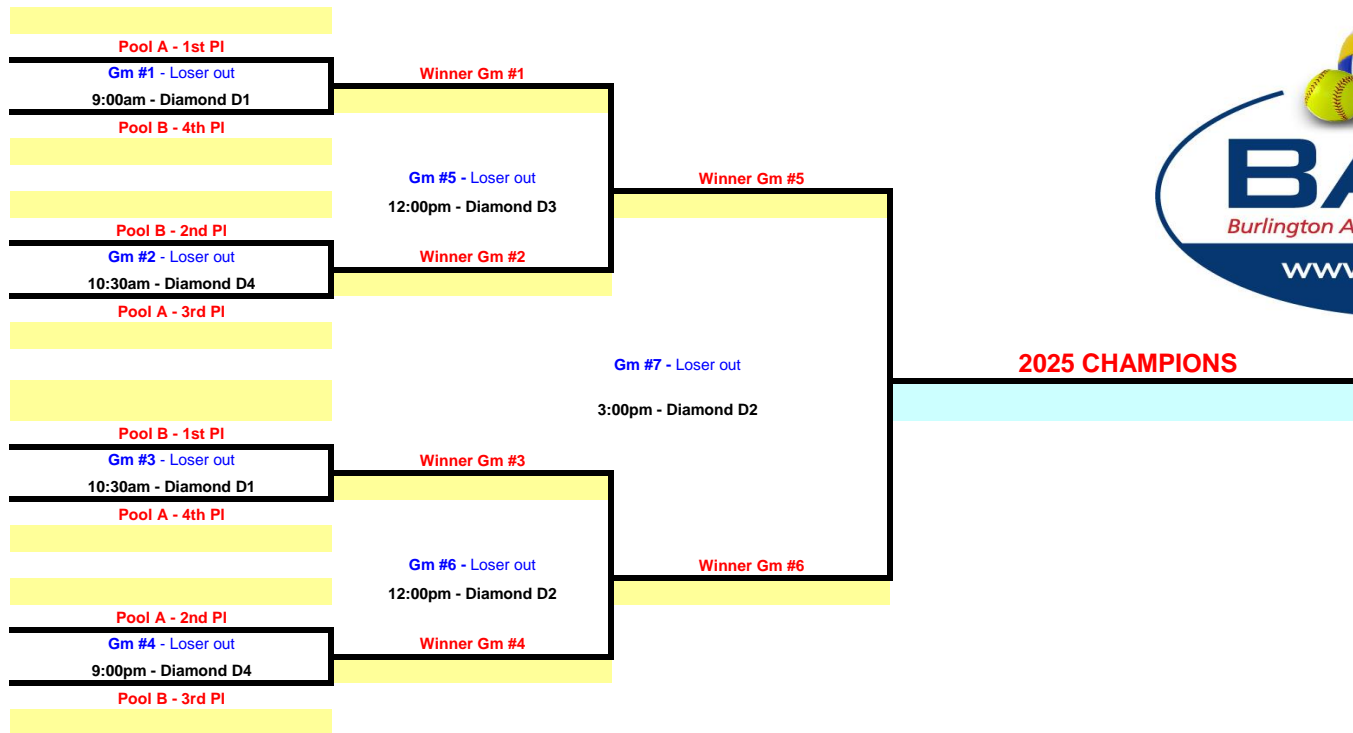 Pool A - 1st Pl
Gm #1 - Loser out
9:00am - Diamond D1
Pool B - 4th Pl
Winner Gm #1
Gm #5 - Loser out
12:00pm - Diamond D3
Winner Gm #5
Pool B - 2nd Pl
Gm #2 - Loser out
10:30am - Diamond D4
Pool A - 3rd Pl
Winner Gm #2
Gm #7 - Loser out
3:00pm - Diamond D2
2025 CHAMPIONS
Pool B - 1st Pl
Gm #3 - Loser out
10:30am - Diamond D1
Pool A - 4th Pl
Winner Gm #3
Gm #6 - Loser out
12:00pm - Diamond D2
Winner Gm #6
Pool A - 2nd Pl
Gm #4 - Loser out
9:00pm - Diamond D4
Pool B - 3rd Pl
Winner Gm #4
BA
Burlington A
www